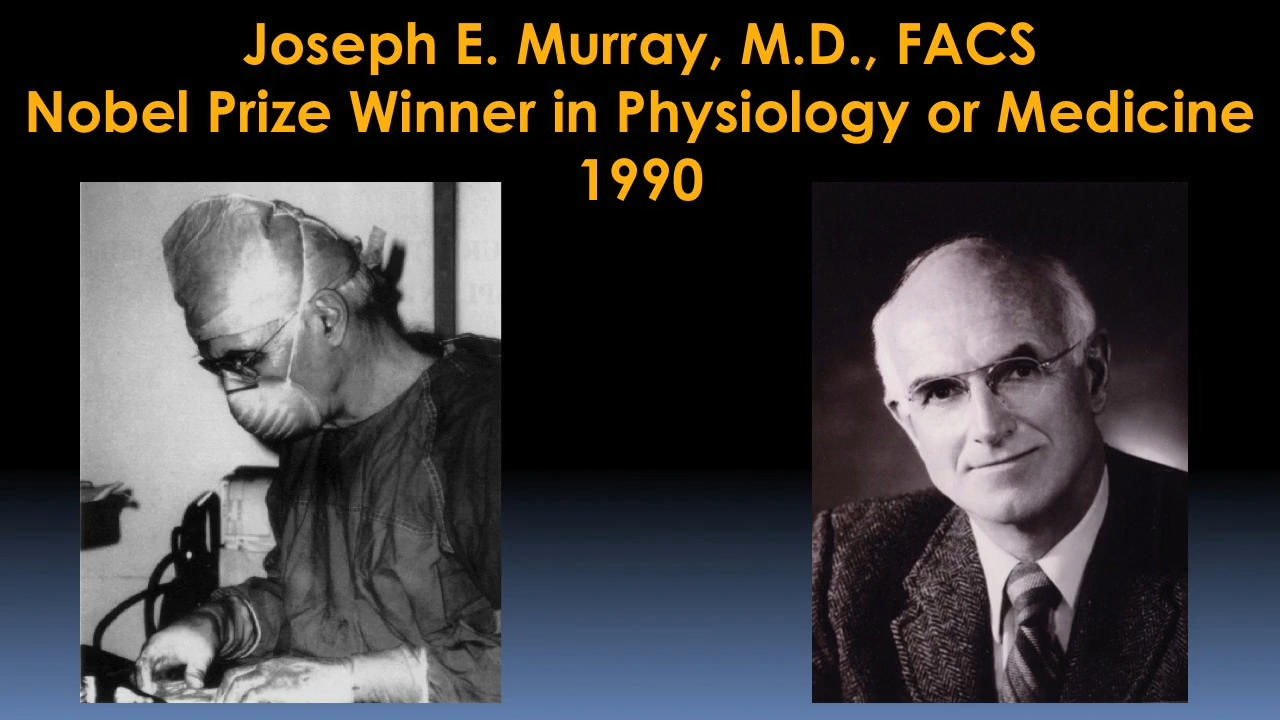 Joseph E. Murray, M.D., FACS
Nobel Prize Winner in Physiology or Medicine
1990